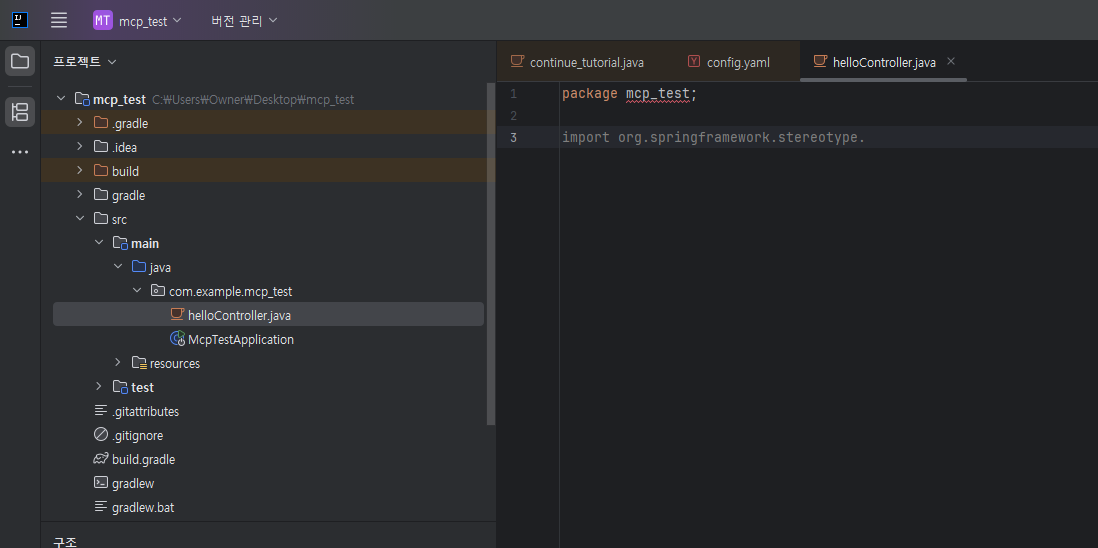 MT mcp_test 버전 관리
프로젝트
mcp_test C:₩Users₩Owner₩Desktop₩mcp_test
.gradle
.idea
build
gradle
src
main
java
com.example.mcp_test
helloController.java
McpTestApplication
resources
test
.gitattributes
.gitignore
build.gradle
gradlew
gradlew.bat
구조
continue_tutorial.java config.yaml helloController.java
1 package mcp_test;
2
3 import org.springframework.stereotype.